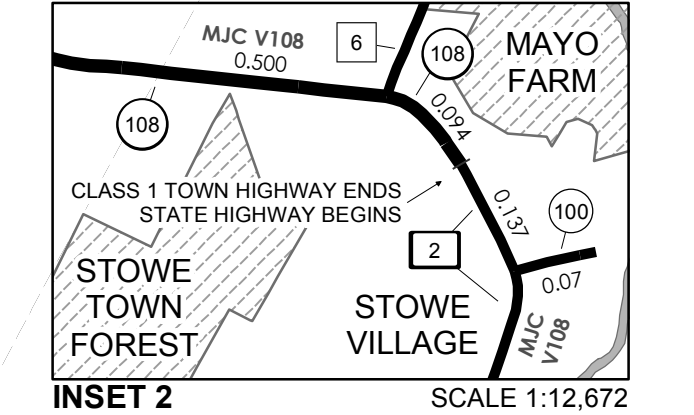 MJC V108
0.500
6
108
MAYO
FARM
0.094
108
CLASS 1 TOWN HIGHWAY ENDS
STATE HIGHWAY BEGINS
0.137
100
2
0.07
STOWE
TOWN
FOREST
STOWE
VILLAGE
MJC
V108
INSET 2
SCALE 1:12,672